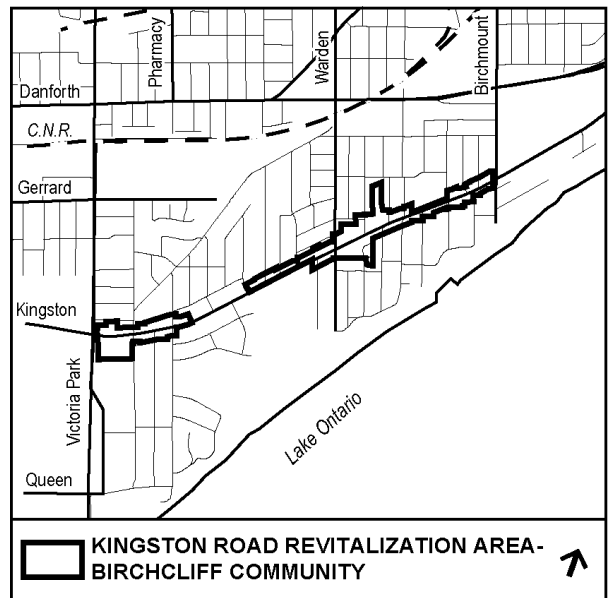 Pharmacy
Warden
Birchmount
Danforth
C.N.R.
Gerrard
Kingston
Victoria Park
Lake Ontario
Queen
KINGSTON ROAD REVITALIZATION AREA-
BIRCHCLIFF COMMUNITY